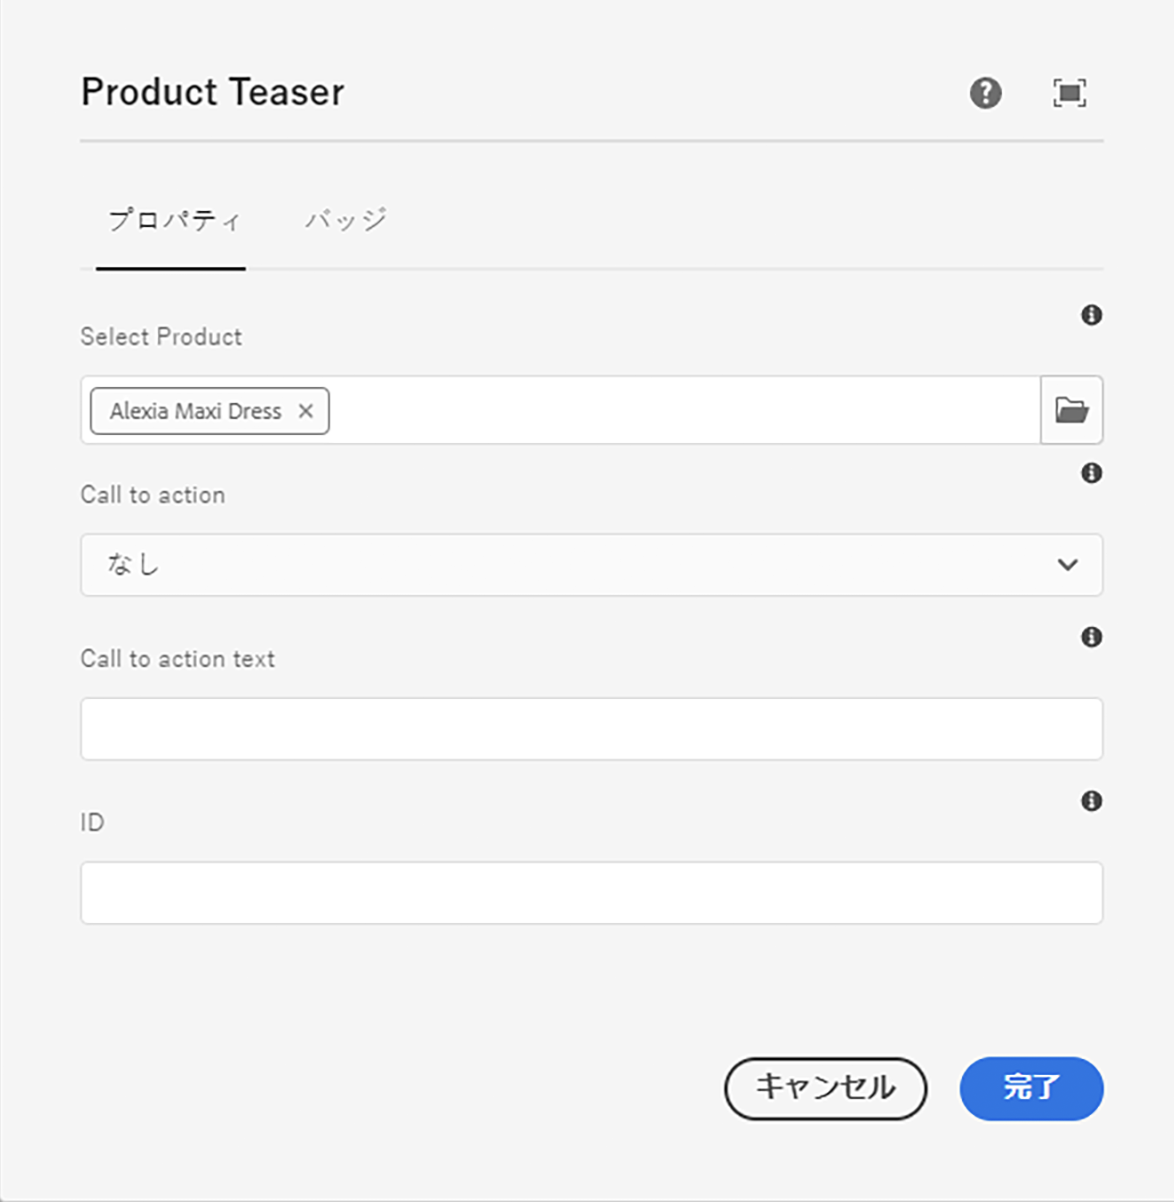 Product Teaser
プロパティ バッジ
Select Product
Alexia Maxi Dress
Call to action
なし
Call to action text
ID
キャンセル 完了